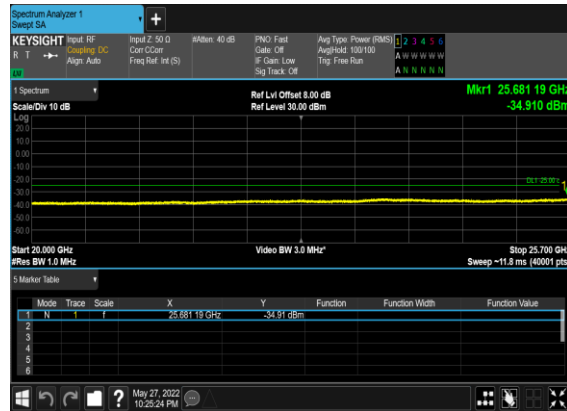 Spectrum Analyzer 1
Swept SA
KEYSIGHT Input: RF Input Z: 50 Ω #Atten: 40 dB PNO: Fast Avg Type: Power (RMS) 1 2 3 4 5 6
R T Coupling: DC Corr CCorr Gate: Off Avg|Hold: 100/100 A W W W W W
Align: Auto Freq Ref: Int (S) IF Gain: Low Trig: Free Run A N N N N N
Sig Track: Off
1 Spectrum
Ref Lvl Offset 8.00 dB Mkr1 25.681 19 GHz
Scale/Div 10 dB Ref Level 30.00 dBm -34.910 dBm
Log
20.0
10.0
0.00
-10.0
-20.0
DL1 -25.00
1
-30.0
-40.0
-50.0
-60.0
Start 20.000 GHz Video BW 3.0 MHz* Stop 25.700 GHz
#Res BW 1.0 MHz Sweep ~11.8 ms (40001 pts)
5 Marker Table
Mode Trace Scale X Y Function Function Width Function Value
1 N 1 f 25.681 19 GHz -34.91 dBm
2
3
4
5
6
? May 27, 2022
10:25:24 PM